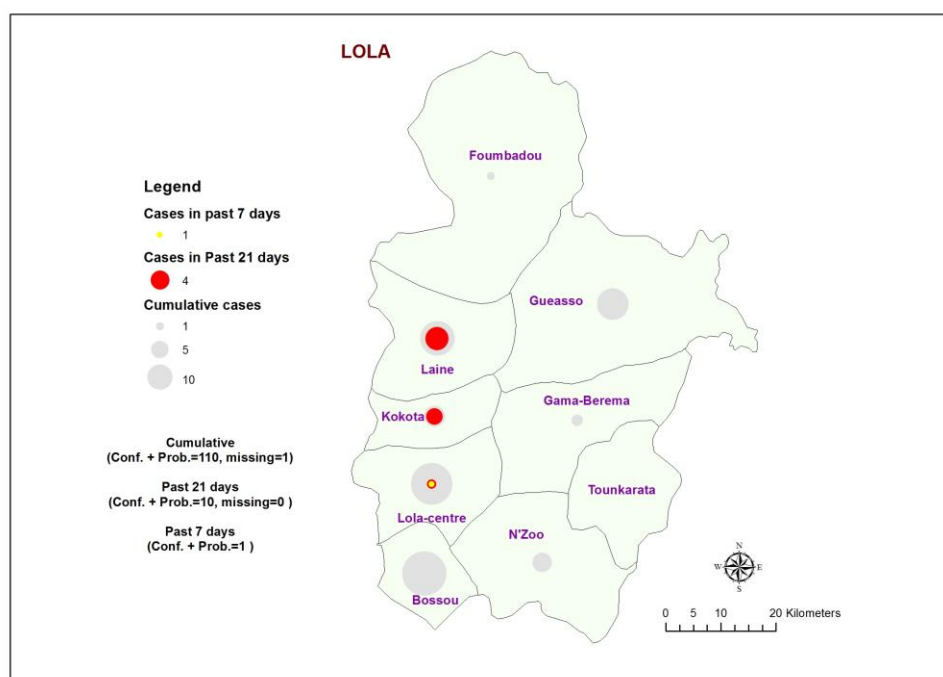 LOLA
Foumbadou
Legend
Cases in past 7 days
1
Cases in Past 21 days
4
Cumulative cases
1
5
10
Gueasso
Laine
Gama-Berema
Kokota
Cumulative
(Conf. + Prob.=110, missing=1)
Past 21 days
(Conf. + Prob.=10, missing=0 )
Past 7 days
(Conf. + Prob.=1 )
Tounkarata
Lola-centre
N'Zoo
Bossou
N
W E
S
0 5 10 20 Kilometers